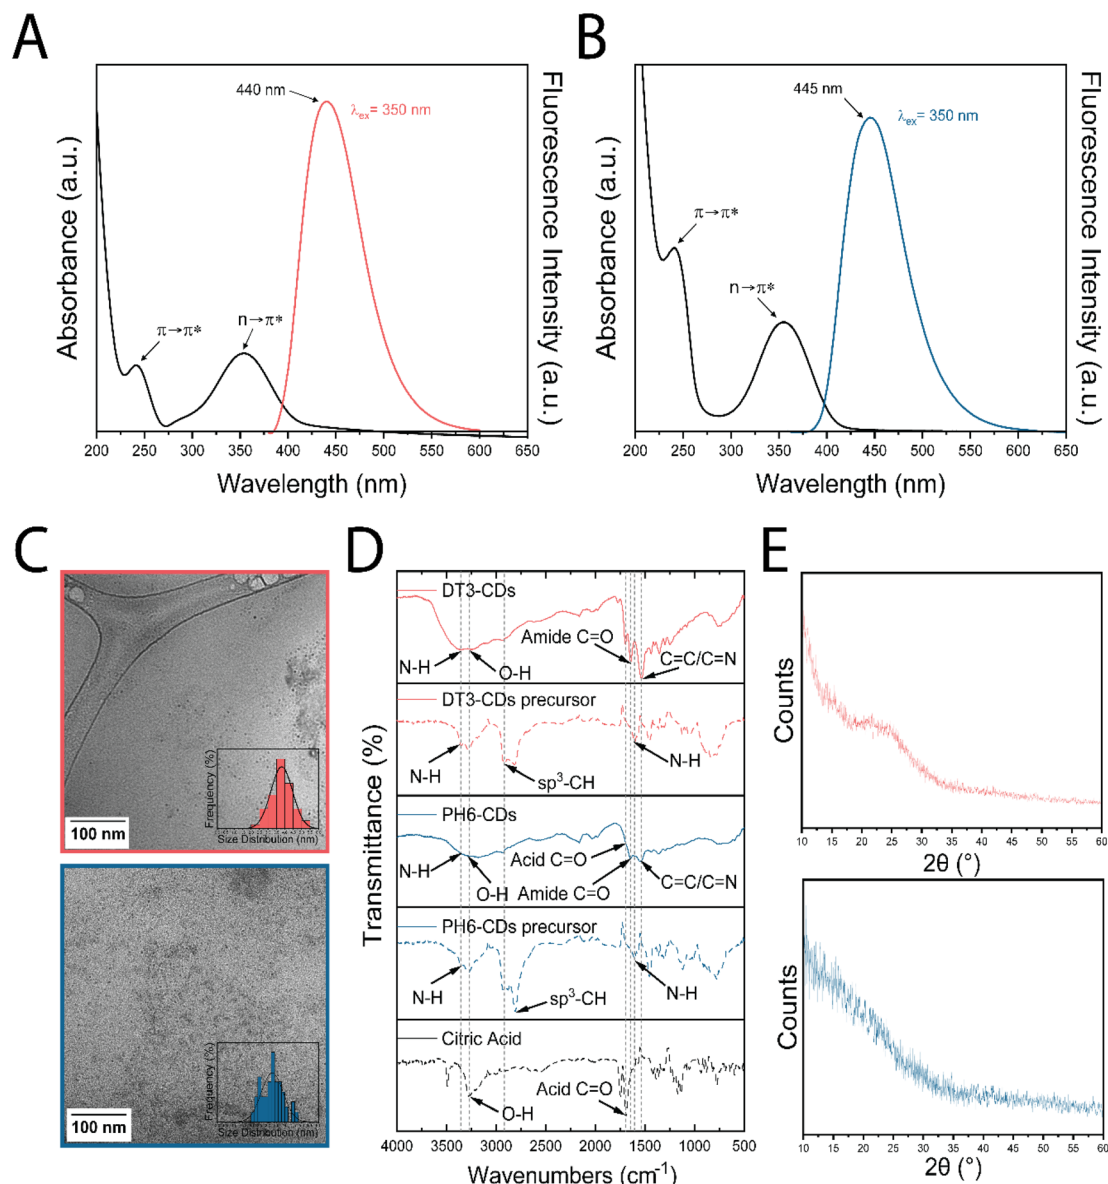 A
B
Absorbance (a.u.)
440 nm
λex= 350 nm
π→π*
n→π*
200 250 300 350 400 450 500 550 600 650
Wavelength (nm)
Fluorescence Intensity (a.u.)
Absorbance (a.u.)
445 nm
λex= 350 nm
π→π*
n→π*
200 250 300 350 400 450 500 550 600 650
Wavelength (nm)
Fluorescence Intensity (a.u.)
C
D
E
100 nm
Frequency (%)
Size Distribution (nm)
100 nm
Frequency (%)
Size Distribution (nm)
Transmittance (%)
DT3-CDs
Amide C=O
N-H
O-H
C=C/C=N
DT3-CDs precursor
N-H
sp³-CH
N-H
PH6-CDs
Acid C=O
N-H
O-H
Amide C=O
C=C/C=N
PH6-CDs precursor
N-H
sp³-CH
N-H
Citric Acid
Acid C=O
O-H
4000 3500 3000 2500 2000 1500 1000 500
Wavenumbers (cm⁻¹)
Counts
10 15 20 25 30 35 40 45 50 55 60
2θ (°)
Counts
10 15 20 25 30 35 40 45 50 55 60
2θ (°)